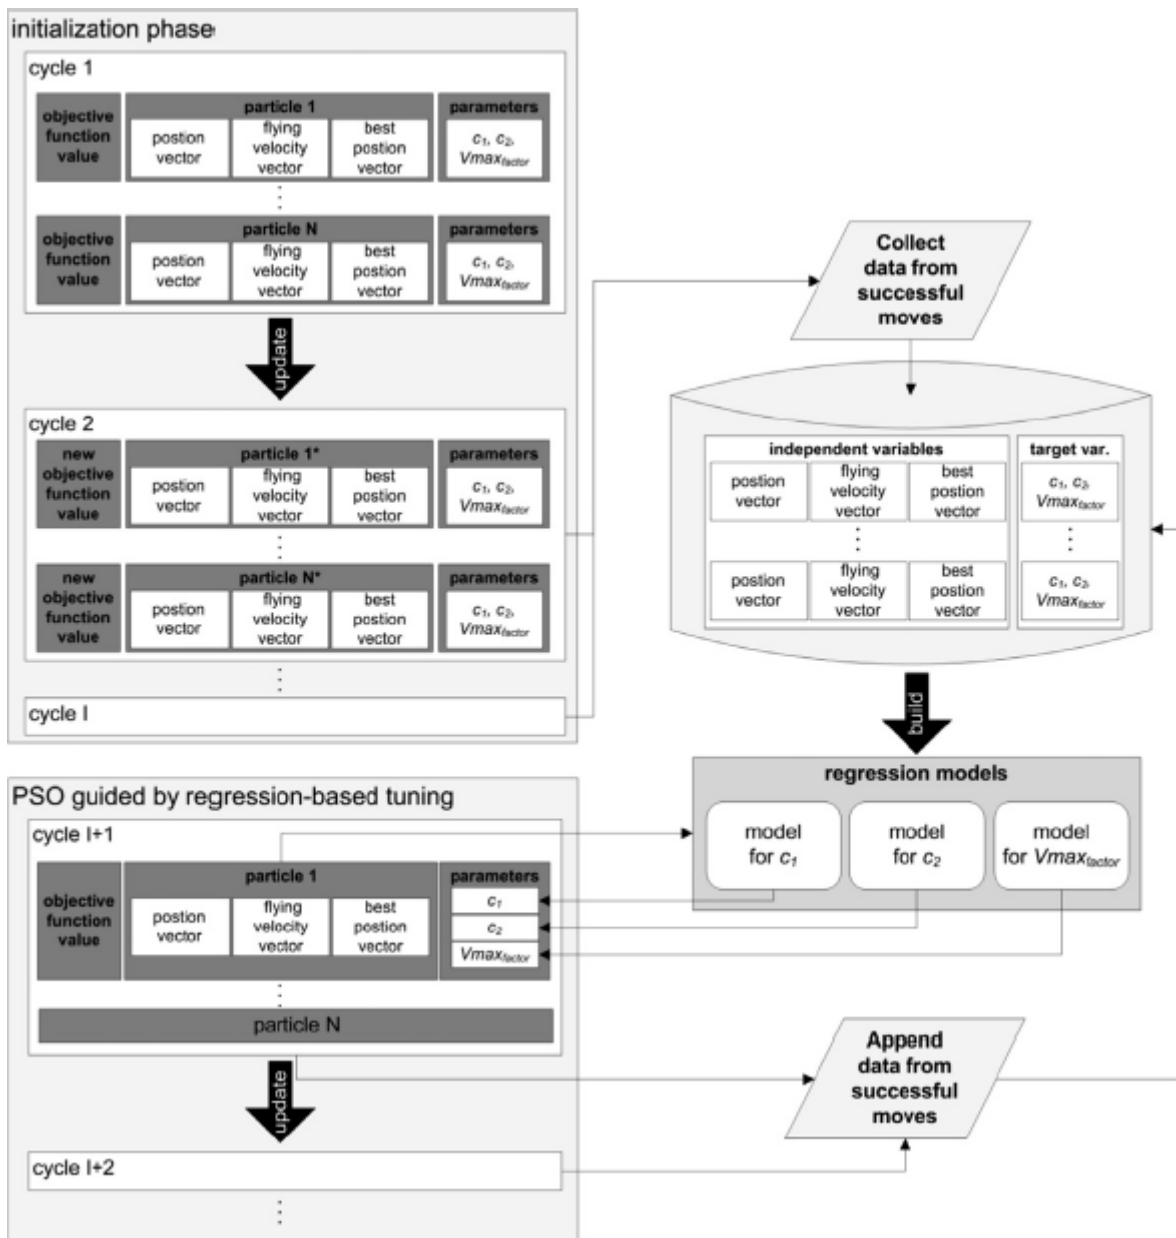 initialization phase
cycle 1
objective
function
value
particle 1
postion
vector
flying
velocity
vector
best
postion
vector
parameters
c1, c2,
Vmaxfactor
objective
function
value
particle N
postion
vector
flying
velocity
vector
best
postion
vector
parameters
c1, c2,
Vmaxfactor
update
cycle 2
new
objective
function
value
particle 1*
postion
vector
flying
velocity
vector
best
postion
vector
parameters
c1, c2,
Vmaxfactor
new
objective
function
value
particle N*
postion
vector
flying
velocity
vector
best
postion
vector
parameters
c1, c2,
Vmaxfactor
cycle I
Collect
data from
successful
moves
independent variables
target var.
postion
vector
flying
velocity
vector
best
postion
vector
c1, c2,
Vmaxfactor
postion
vector
flying
velocity
vector
best
postion
vector
c1, c2,
Vmaxfactor
build
regression models
model
for c1
model
for c2
model
for Vmaxfactor
PSO guided by regression-based tuning
cycle I+1
objective
function
value
particle 1
postion
vector
flying
velocity
vector
best
postion
vector
parameters
c1
c2
Vmaxfactor
particle N
update
cycle I+2
Append
data from
successful
moves